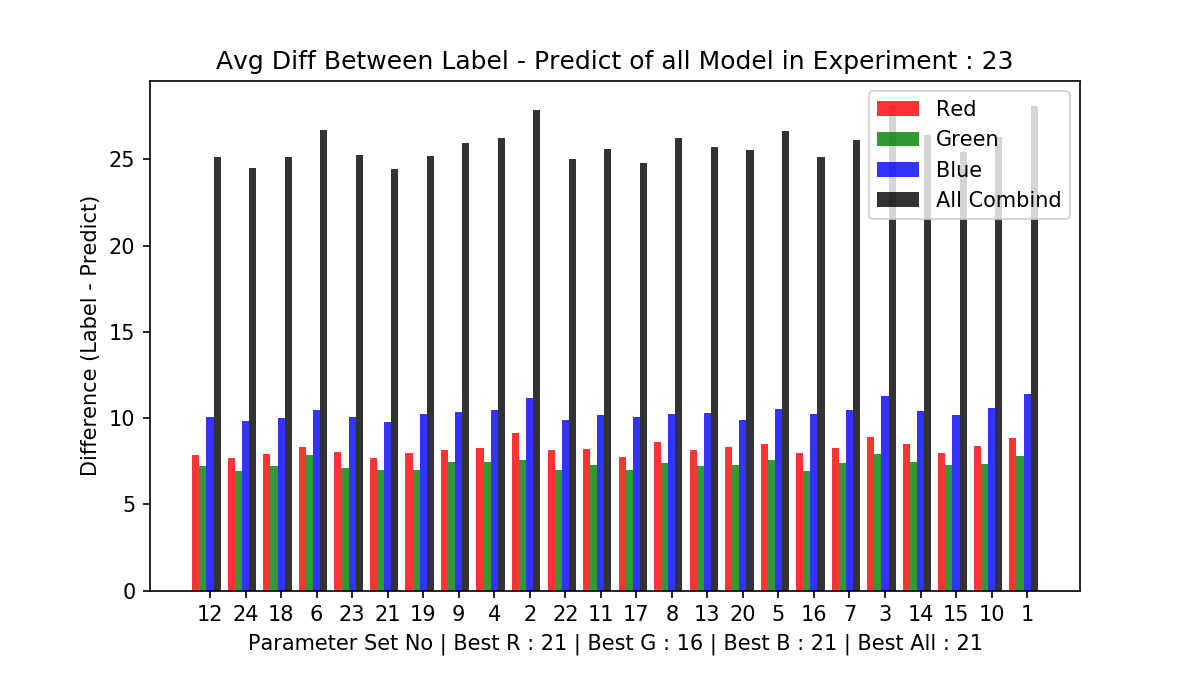 Avg Diff Between Label - Predict of all Model in Experiment : 23
Red
Green
Blue
All Combind
25
20
15
10
5
0
Difference (Label - Predict)
12 24 18 6 23 21 19 9 4 2 22 11 17 8 13 20 5 16 7 3 14 15 10 1
Parameter Set No | Best R : 21 | Best G : 16 | Best B : 21 | Best All : 21